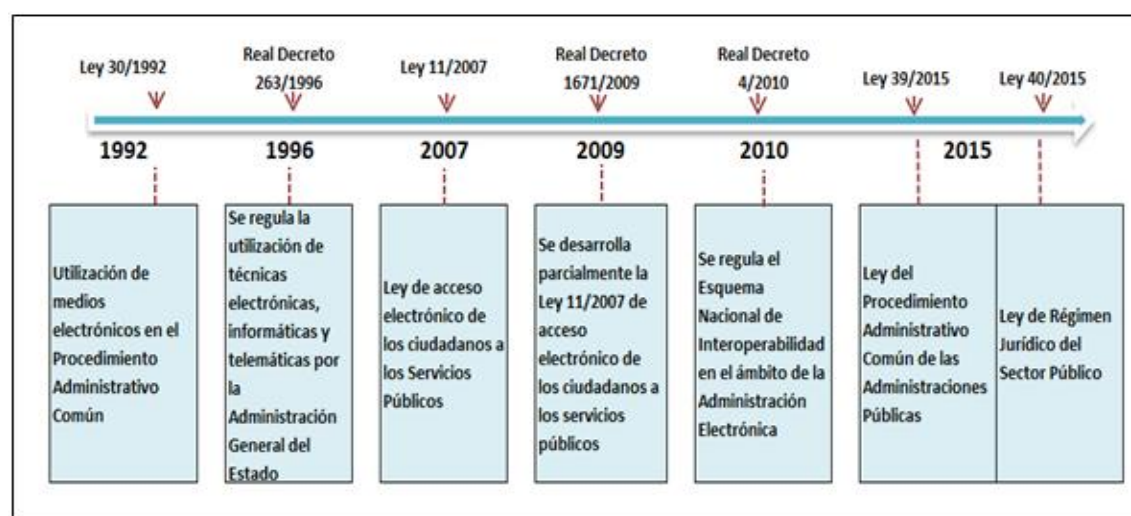 Ley 30/1992
Real Decreto
263/1996
Ley 11/2007
Real Decreto
1671/2009
Real Decreto
4/2010
Ley 39/2015
Ley 40/2015
1992
1996
2007
2009
2010
2015
Utilización de
medios
electrónicos en el
Procedimiento
Administrativo
Común
Se regula la
utilización de
técnicas
electrónicas,
informáticas y
telemáticas por
la
Administración
General del
Estado
Ley de acceso
electrónico de
los ciudadanos a
los Servicios
Públicos
Se desarrolla
parcialmente la
Ley 11/2007 de
acceso
electrónico de
los ciudadanos a
los servicios
públicos
Se regula el
Esquema
Nacional de
Interoperabilidad
en el ámbito de la
Administración
Electrónica
Ley del
Procedimiento
Administrativo
Común de las
Administraciones
Públicas
Ley de Régimen
Jurídico del
Sector Público